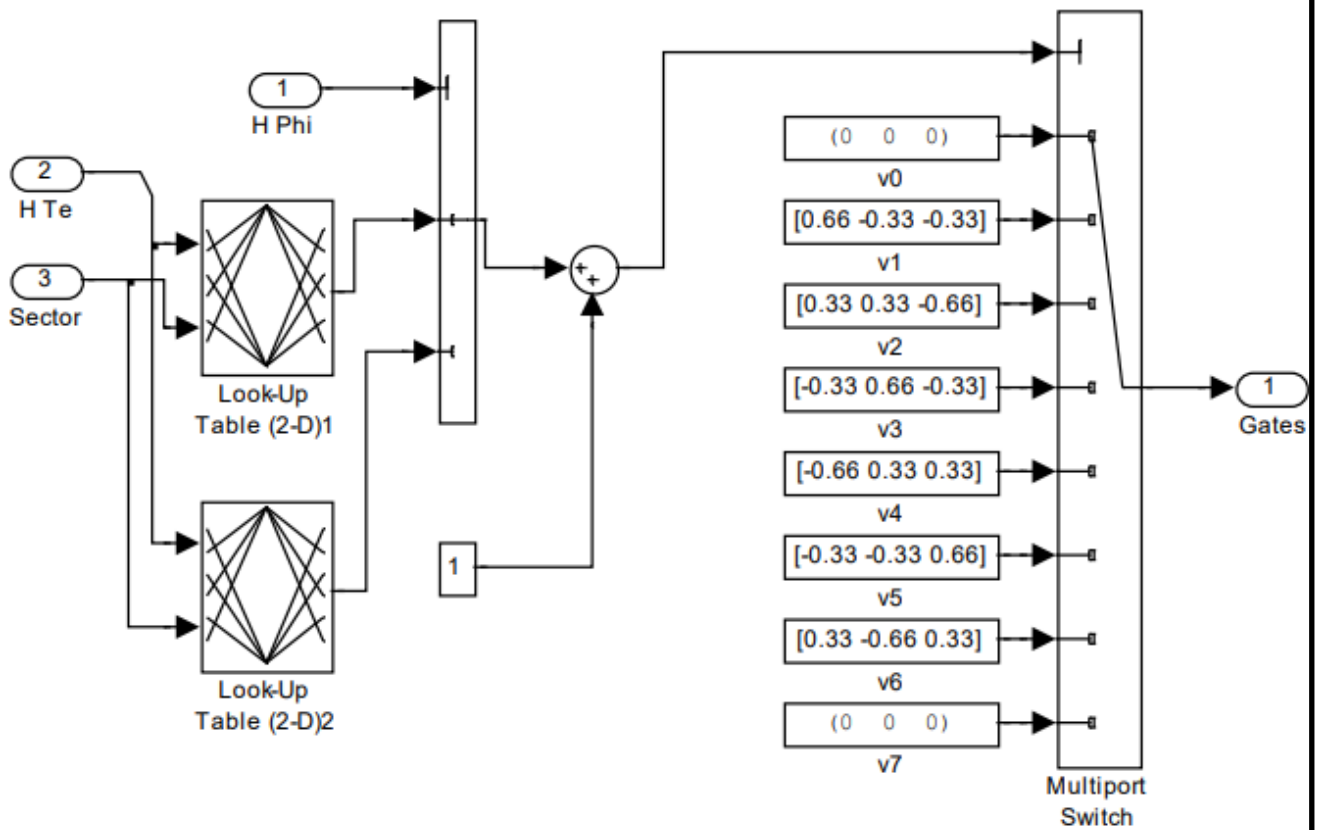 1
H Phi
2
H Te
3
Sector
Look-Up
Table (2-D)1
Look-Up
Table (2-D)2
1
(0 0 0)
v0
[0.66 -0.33 -0.33]
v1
[0.33 0.33 -0.66]
v2
[-0.33 0.66 -0.33]
v3
[-0.66 0.33 0.33]
v4
[-0.33 -0.33 0.66]
v5
[0.33 -0.66 0.33]
v6
(0 0 0)
v7
Multiport
Switch
1
Gates